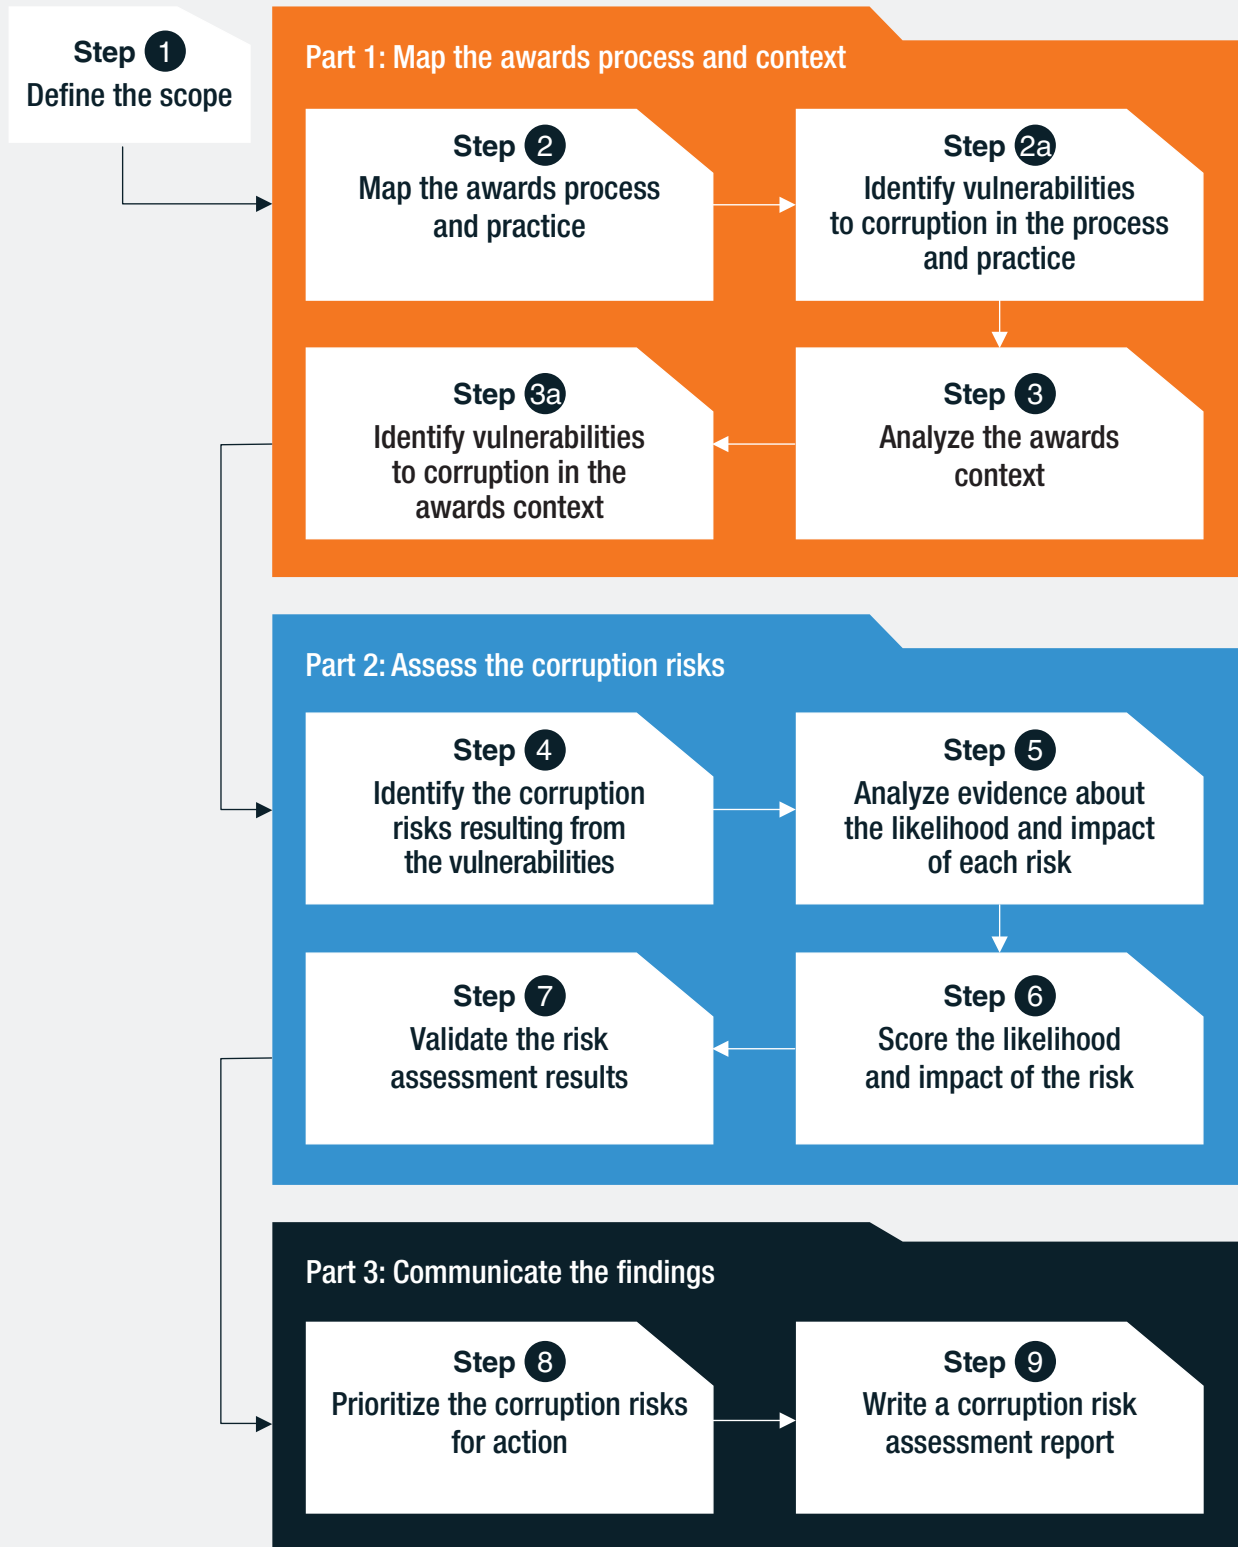 Step 1
Define the scope
Part 1: Map the awards process and context
Step 2
Map the awards process
and practice
Step 2a
Identify vulnerabilities
to corruption in the process
and practice
Step 3
Analyze the awards
context
Step 3a
Identify vulnerabilities
to corruption in the
awards context
Part 2: Assess the corruption risks
Step 4
Identify the corruption
risks resulting from
the vulnerabilities
Step 5
Analyze evidence about
the likelihood and impact
of each risk
Step 6
Score the likelihood
and impact of the risk
Step 7
Validate the risk
assessment results
Part 3: Communicate the findings
Step 8
Prioritize the corruption risks
for action
Step 9
Write a corruption risk
assessment report